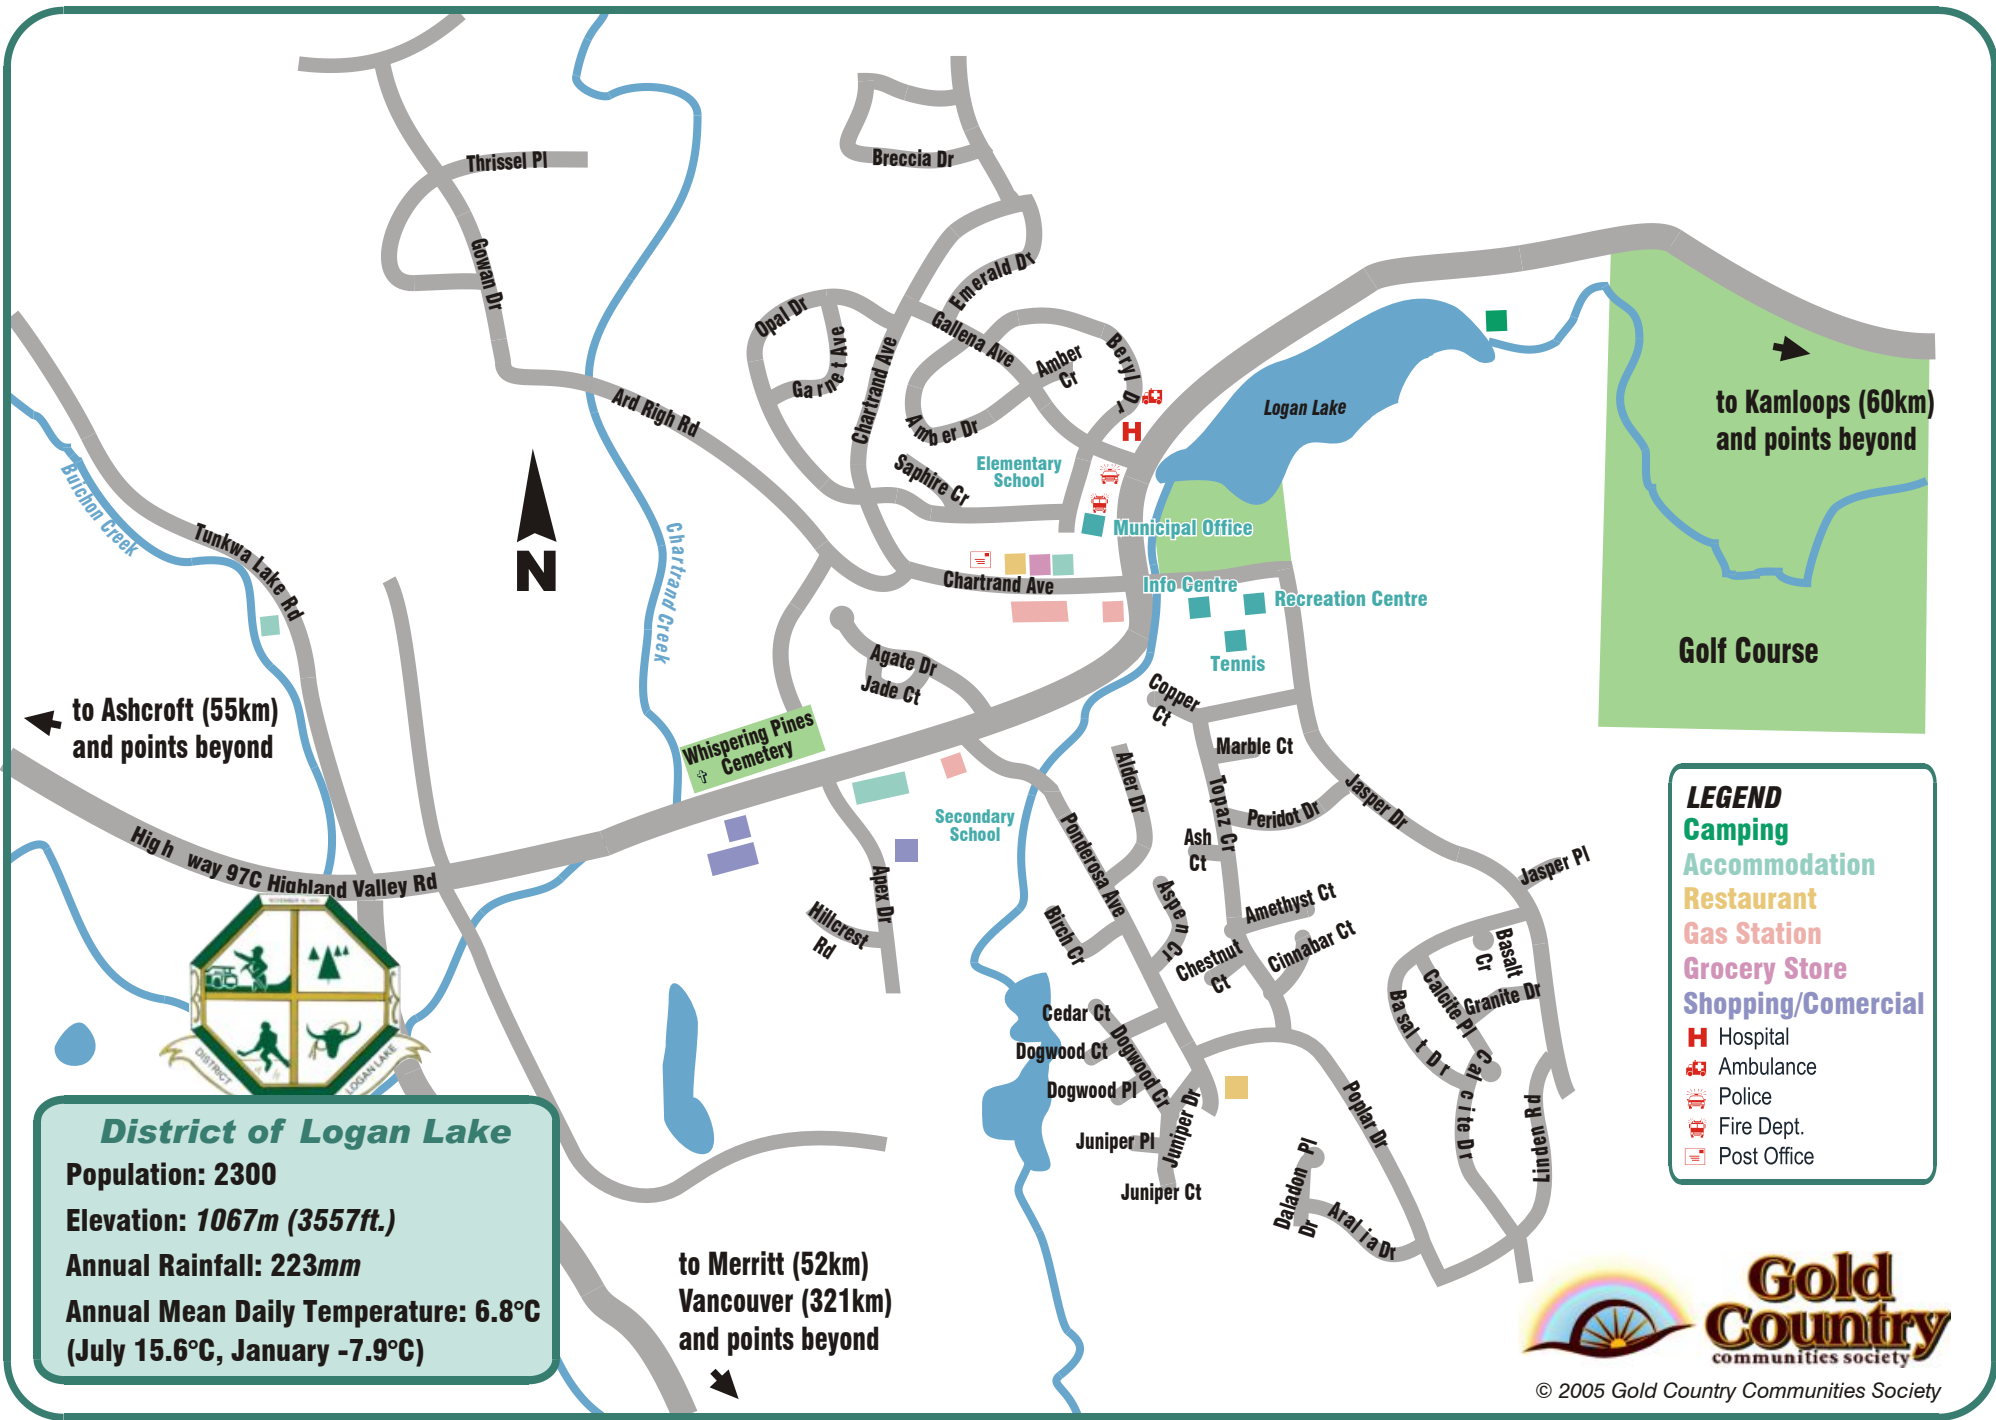 Thrissel Pl
Breccia Dr
Gowan Dr
Emerald Dr
Opal Dr
Garnet Ave
Gallena Ave
Chartrand Ave
Amber
Cr
Beryl Dr
Amber Dr
Ard Righ Rd
Saphire Cr
Elementary
School
H
Logan Lake
to Kamloops (60km)
and points beyond
Buichon Creek
Tunkwa Lake Rd
Chartrand Creek
N
Municipal Office
Chartrand Ave
Info Centre
Recreation Centre
Tennis
Golf Course
Agate Dr
Jade Ct
Copper
Ct
to Ashcroft (55km)
and points beyond
Whispering Pines
Cemetery
Marble Ct
Topaz Cr
Peridot Dr
Jasper Dr
Alder Dr
Secondary
School
Ponderosa Ave
Ash
Ct
Jasper Pl
High way 97C Highland Valley Rd
Apex Dr
Hillcrest
Rd
Birch Cr
Aspen Cr
Amethyst Ct
Chestnut
Ct
Cinnabar Ct
Basalt
Cr
Calcite Pl
Granite Dr
Basalt Dr
Calcite Dr
Linden Rd
Cedar Ct
Dogwood Ct
Dogwood Cr
Dogwood Pl
Juniper Dr
Juniper Pl
Juniper Ct
Poplar Dr
Daladon Pl
Daladon
Dr
Aralia Dr
LEGEND
Camping
Accommodation
Restaurant
Gas Station
Grocery Store
Shopping/Comercial
H Hospital
Ambulance
Police
Fire Dept.
Post Office
DISTRICT
LOGAN LAKE
District of Logan Lake
Population: 2300
Elevation: 1067m (3557ft.)
Annual Rainfall: 223mm
Annual Mean Daily Temperature: 6.8°C
(July 15.6°C, January -7.9°C)
to Merritt (52km)
Vancouver (321km)
and points beyond
Gold
Country
communities society
© 2005 Gold Country Communities Society